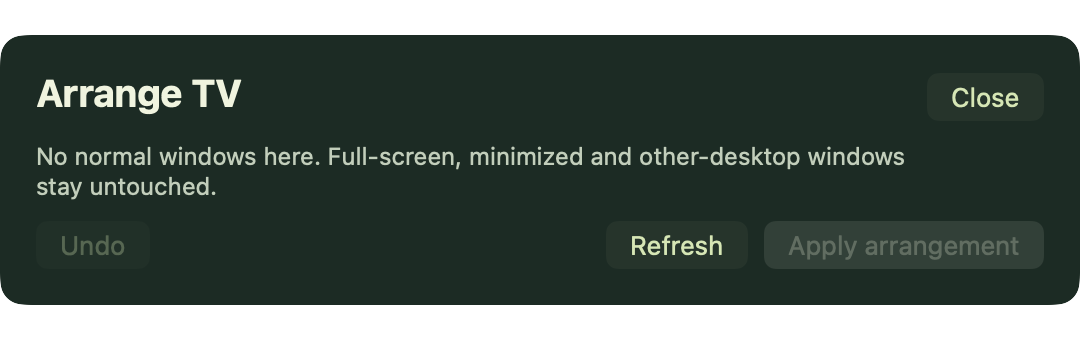 Arrange TV
Close
No normal windows here. Full-screen, minimized and other-desktop windows
stay untouched.
Undo
Refresh
Apply arrangement